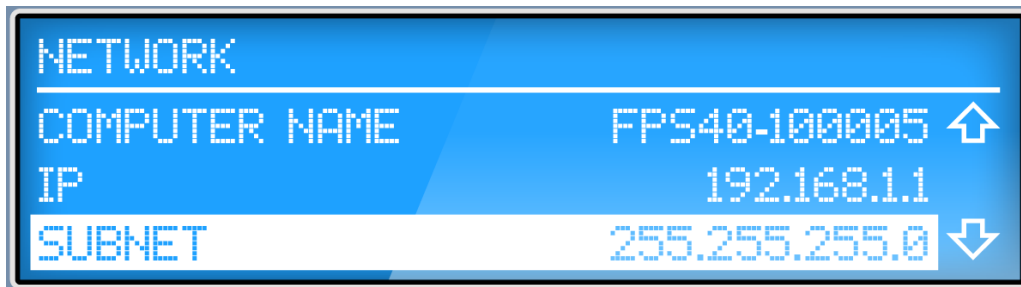 NETWORK
COMPUTER NAME FPS40-100005
IP 192.168.1.1
SUBNET 255.255.255.0